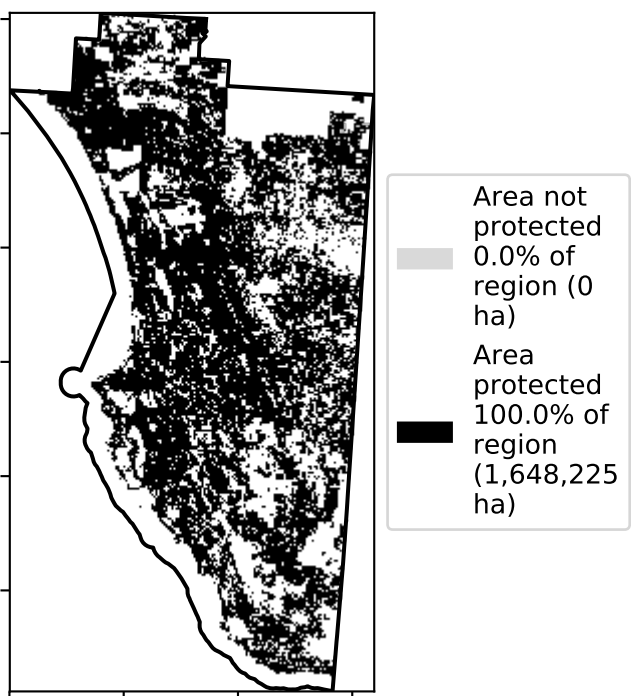 Area not
protected
0.0% of
region (0
ha)
Area
protected
100.0% of
region
(1,648,225
ha)